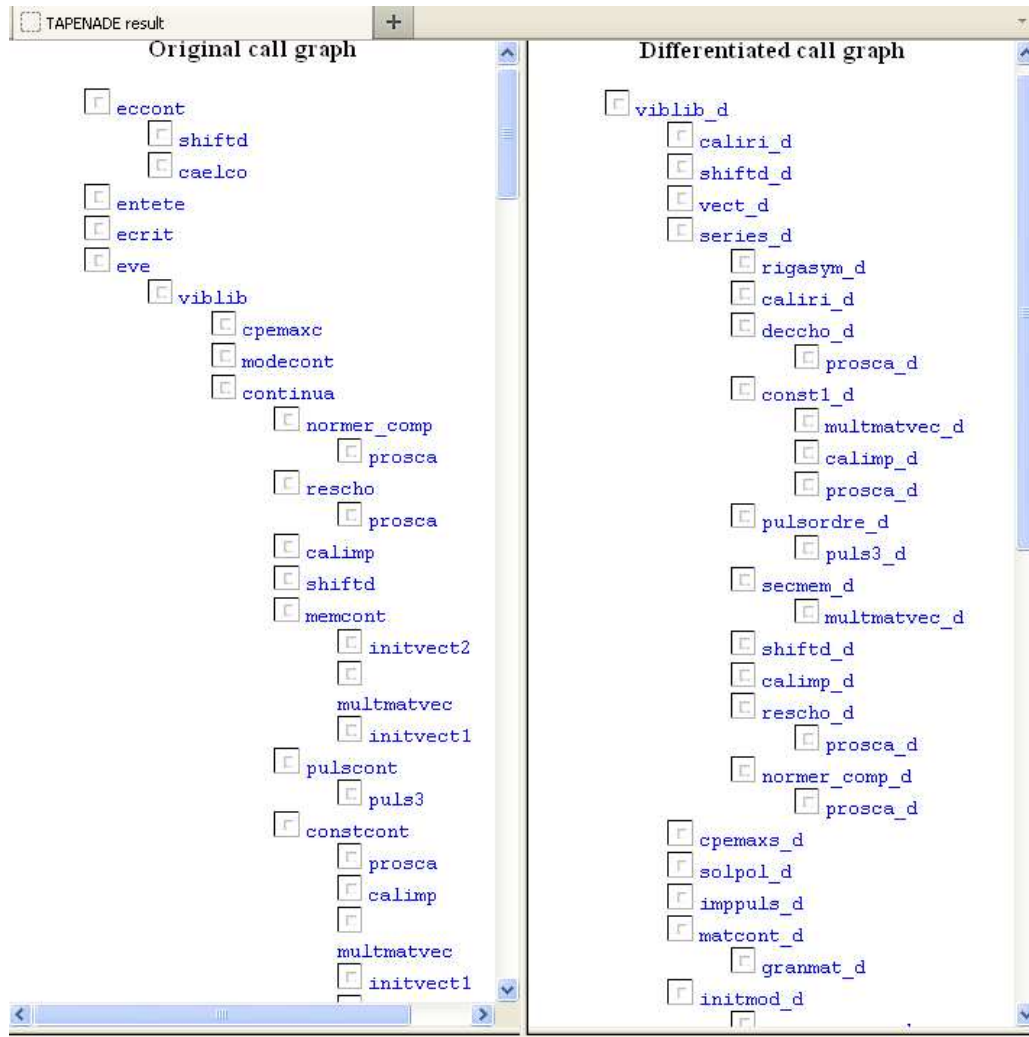 TAPENADE result
Original call graph
eccont
shiftd
caelco
entete
ecrit
eve
viblib
cpemaxc
modecont
continua
normer_comp
prosca
rescho
prosca
calimp
shiftd
memcont
initvect2
multmatvec
initvect1
pulscont
puls3
constcont
prosca
calimp
multmatvec
initvect1
Differentiated call graph
viblib_d
caliri_d
shiftd_d
vect_d
series_d
rigasym_d
caliri_d
deccho_d
prosca_d
const1_d
multmatvec_d
calimp_d
prosca_d
pulsordre_d
puls3_d
secmem_d
multmatvec_d
shiftd_d
calimp_d
rescho_d
prosca_d
normer_comp_d
prosca_d
cpemaxs_d
solpol_d
imppuls_d
matcont_d
granmat_d
initmod_d